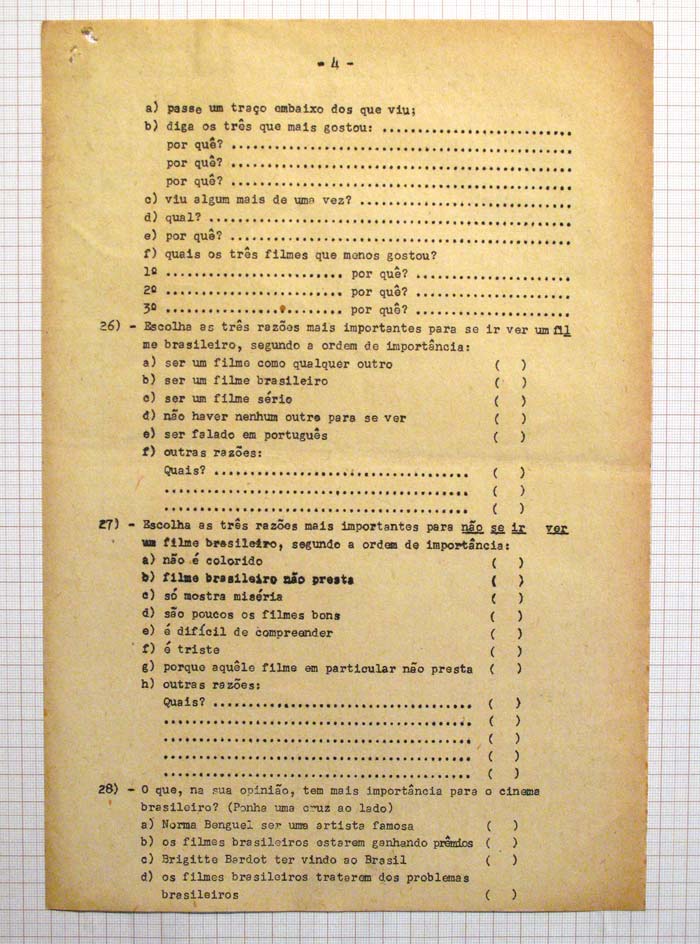 - 4 -
a) passe um traço embaixo dos que viu;
b) diga os três que mais gostou: ............................
por quê? ..................................................
por quê? ..................................................
por quê? ..................................................
c) viu algum mais de uma vez? ...............................
d) qual? .....................................................
e) por quê? ..................................................
f) quais os três filmes que menos gostou?
1º .......................... por quê? .......................
2º .......................... por quê? .......................
3º .......................... por quê? .......................
26) - Escolha as três razões mais importantes para se ir ver um fil
me brasileiro, segundo a ordem de importância:
a) ser um filme como qualquer outro ( )
b) ser um filme brasileiro ( )
c) ser um filme sério ( )
d) não haver nenhum outro para se ver ( )
e) ser falado em português ( )
f) outras razões:
Quais? ..................................... ( )
............................................ ( )
............................................ ( )
27) - Escolha as três razões mais importantes para não se ir ver
um filme brasileiro, segundo a ordem de importância:
a) não é colorido ( )
b) filme brasileiro não presta ( )
c) só mostra miséria ( )
d) são poucos os filmes bons ( )
e) é difícil de compreender ( )
f) é triste ( )
g) porque aquêle filme em particular não presta ( )
h) outras razões:
Quais? ...................................... ( )
............................................. ( )
............................................. ( )
............................................. ( )
............................................. ( )
28) - O que, na sua opinião, tem mais importância para o cinema
brasileiro? (Ponha uma cruz ao lado)
a) Norma Benguel ser uma artista famosa ( )
b) os filmes brasileiros estarem ganhando prêmios ( )
c) Brigitte Bardot ter vindo ao Brasil ( )
d) os filmes brasileiros tratarem dos problemas
brasileiros ( )